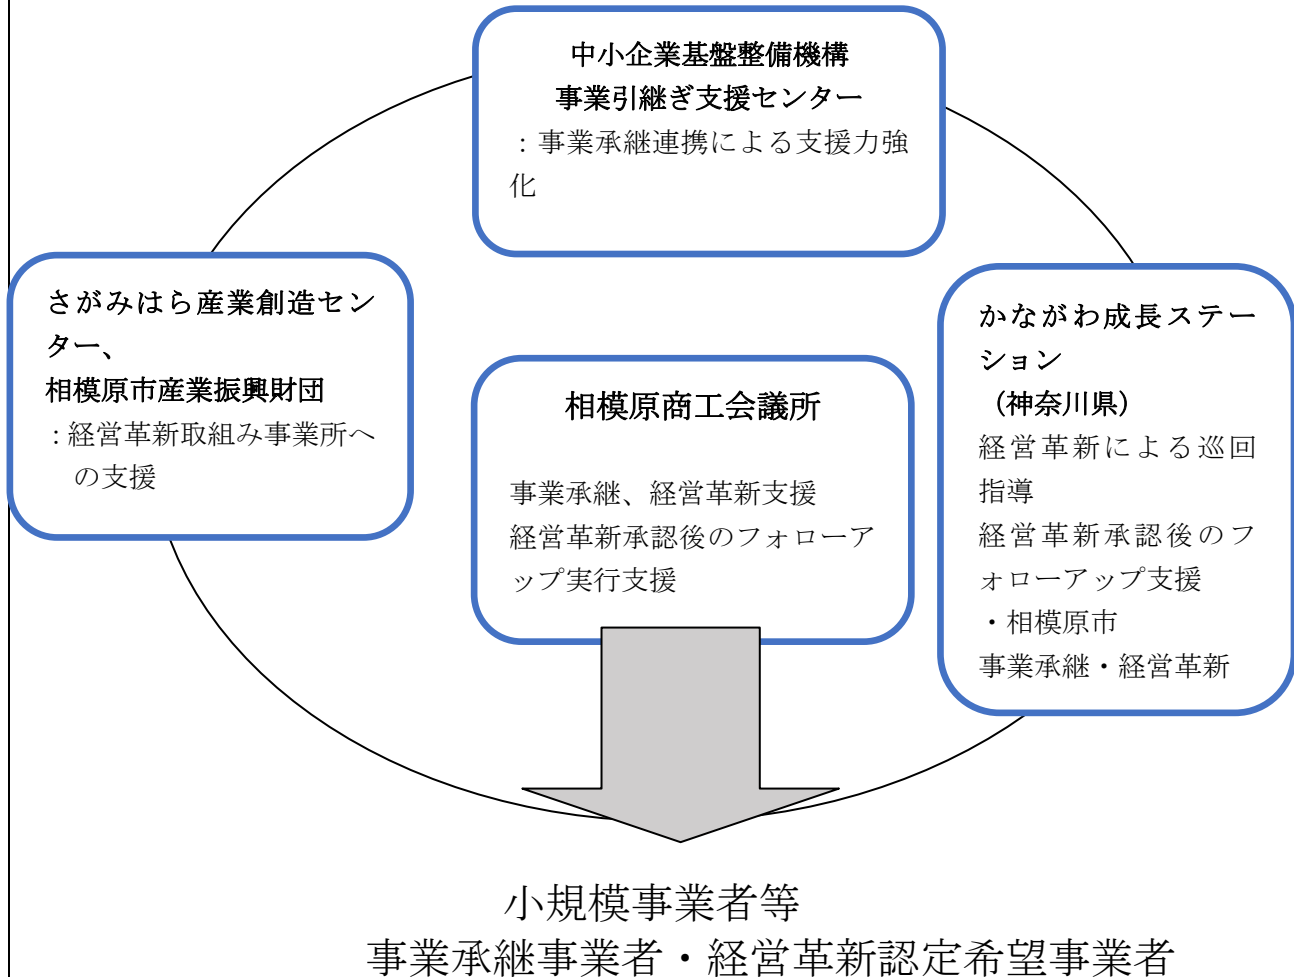 中小企業基盤整備機構
事業引継ぎ支援センター
：事業承継連携による支援力強
化
さがみはら産業創造セン
ター、
相模原市産業振興財団
：経営革新取組み事業所へ
の支援
相模原商工会議所
事業承継、経営革新支援
経営革新承認後のフォローア
ップ実行支援
かながわ成長ステー
ション
（神奈川県）
経営革新による巡回
指導
経営革新承認後のフ
ォローアップ支援
・相模原市
事業承継・経営革新
小規模事業者等
事業承継事業者・経営革新認定希望事業者